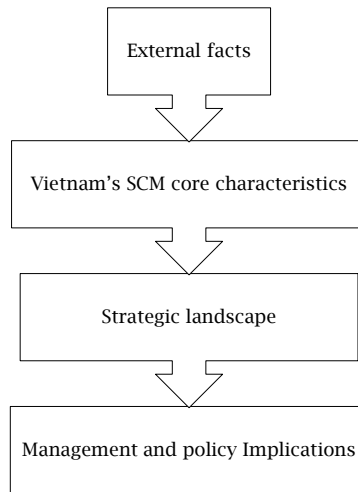 External facts
Vietnam's SCM core characteristics
Strategic landscape
Management and policy Implications